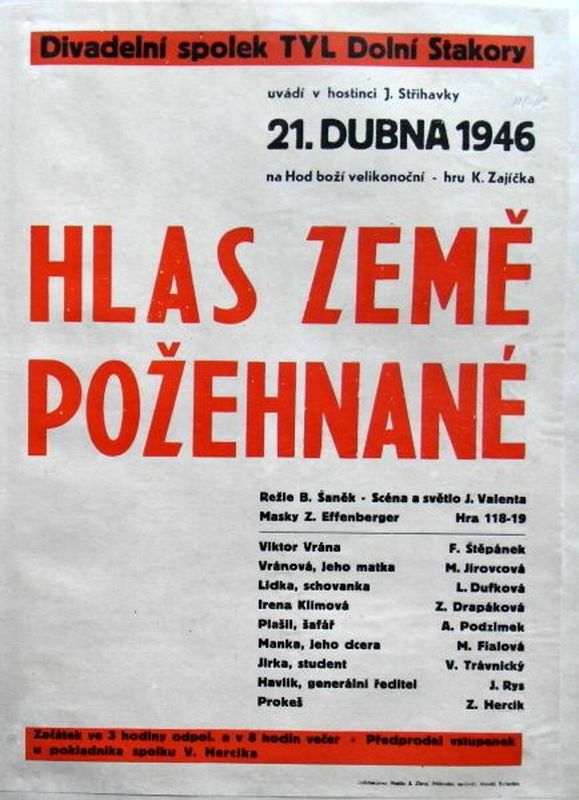 Divadelní spolek TYL Dolní Stakory
uvádí v hostinci J. Střihavky
21. DUBNA 1946
na Hod boží velikonoční - hru K. Zajíčka
HLAS ZEMĚ
POŽEHNANÉ
Režie B. Šaněk - Scéna a světlo J. Valenta
Masky Z. Effenberger Hra 118-19
Viktor Vrána F. Štěpánek
Vránová, jeho matka M. Jirovcová
Lidka, schovanka L. Dufková
Irena Klímová Z. Drapáková
Plašil, šafář A. Podzimek
Manka, jeho dcera M. Fialová
Jirka, student V. Trávnický
Havlík, generální ředitel J. Rys
Prokeš Z. Hercík
Začátek ve 3 hodiny odpol. a v 8 hodin večer - Předprodej vstupenek
u pokladníka spolku V. Hercíka